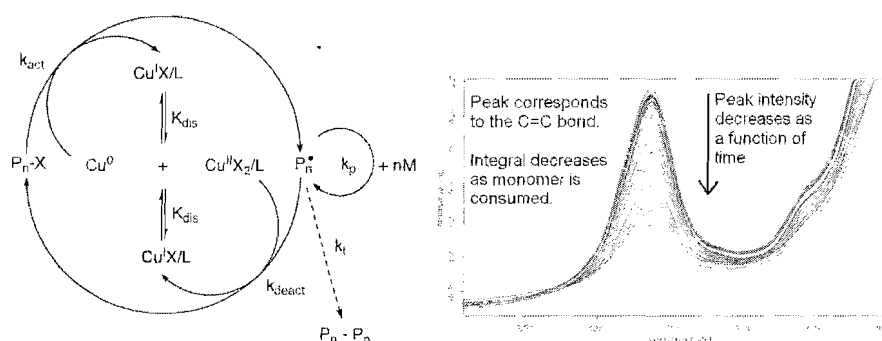 k_act
Cu^I X/L
K_dis
P_n-X
Cu^0
+
Cu^II X_2/L
P_n^•
k_p
+ nM
K_dis
Cu^I X/L
k_deact
k_t
P_n - P_n
Peak corresponds
to the C=C bond.
Integral decreases
as monomer is
consumed.
Peak intensity
decreases as
a function of
time